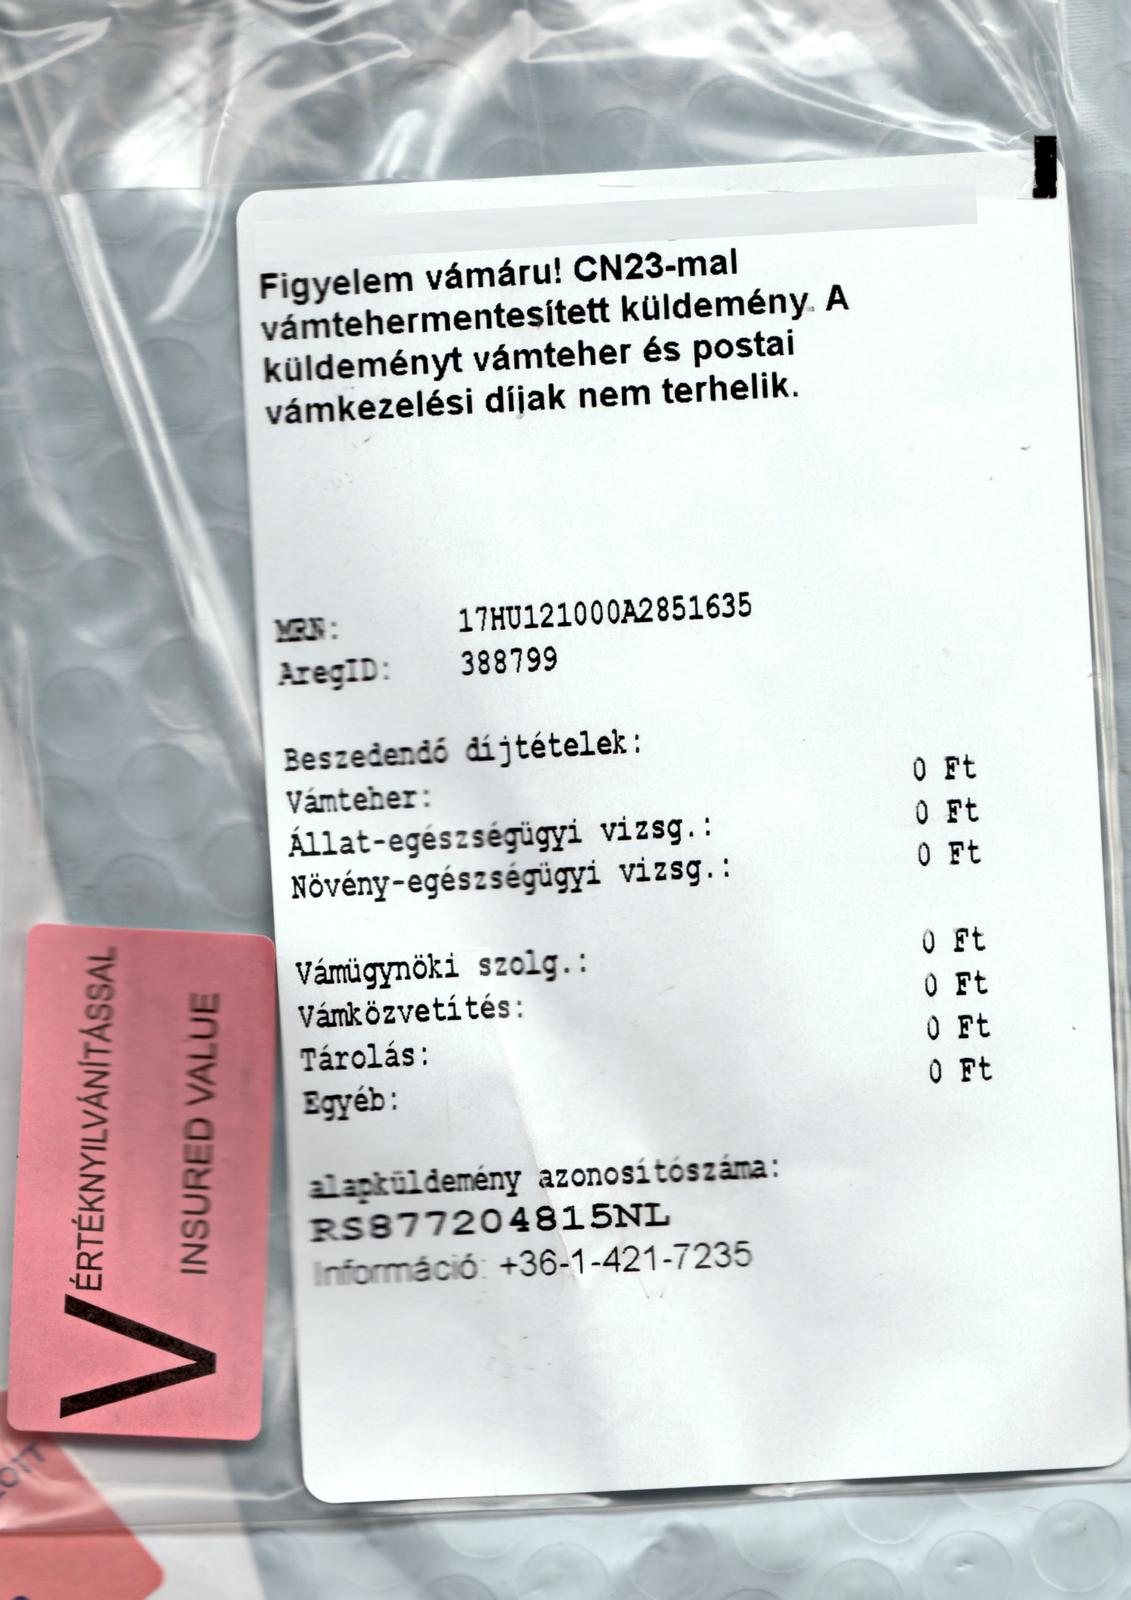 Figyelem vámáru! CN23-mal
vámtehermentesített küldemény. A
küldeményt vámteher és postai
vámkezelési díjak nem terhelik.
MRN: 17HU121000A2851635
AregID: 388799
Beszedendő díjtételek:
Vámteher: 0 Ft
Állat-egészségügyi vizsg.: 0 Ft
Növény-egészségügyi vizsg.: 0 Ft
Vámügynöki szolg.: 0 Ft
Vámközvetítés: 0 Ft
Tárolás: 0 Ft
Egyéb: 0 Ft
alapküldemény azonosítószáma:
RS877204815NL
Információ: +36-1-421-7235
V ÉRTÉKNYILVÁNÍTÁSSAL
INSURED VALUE